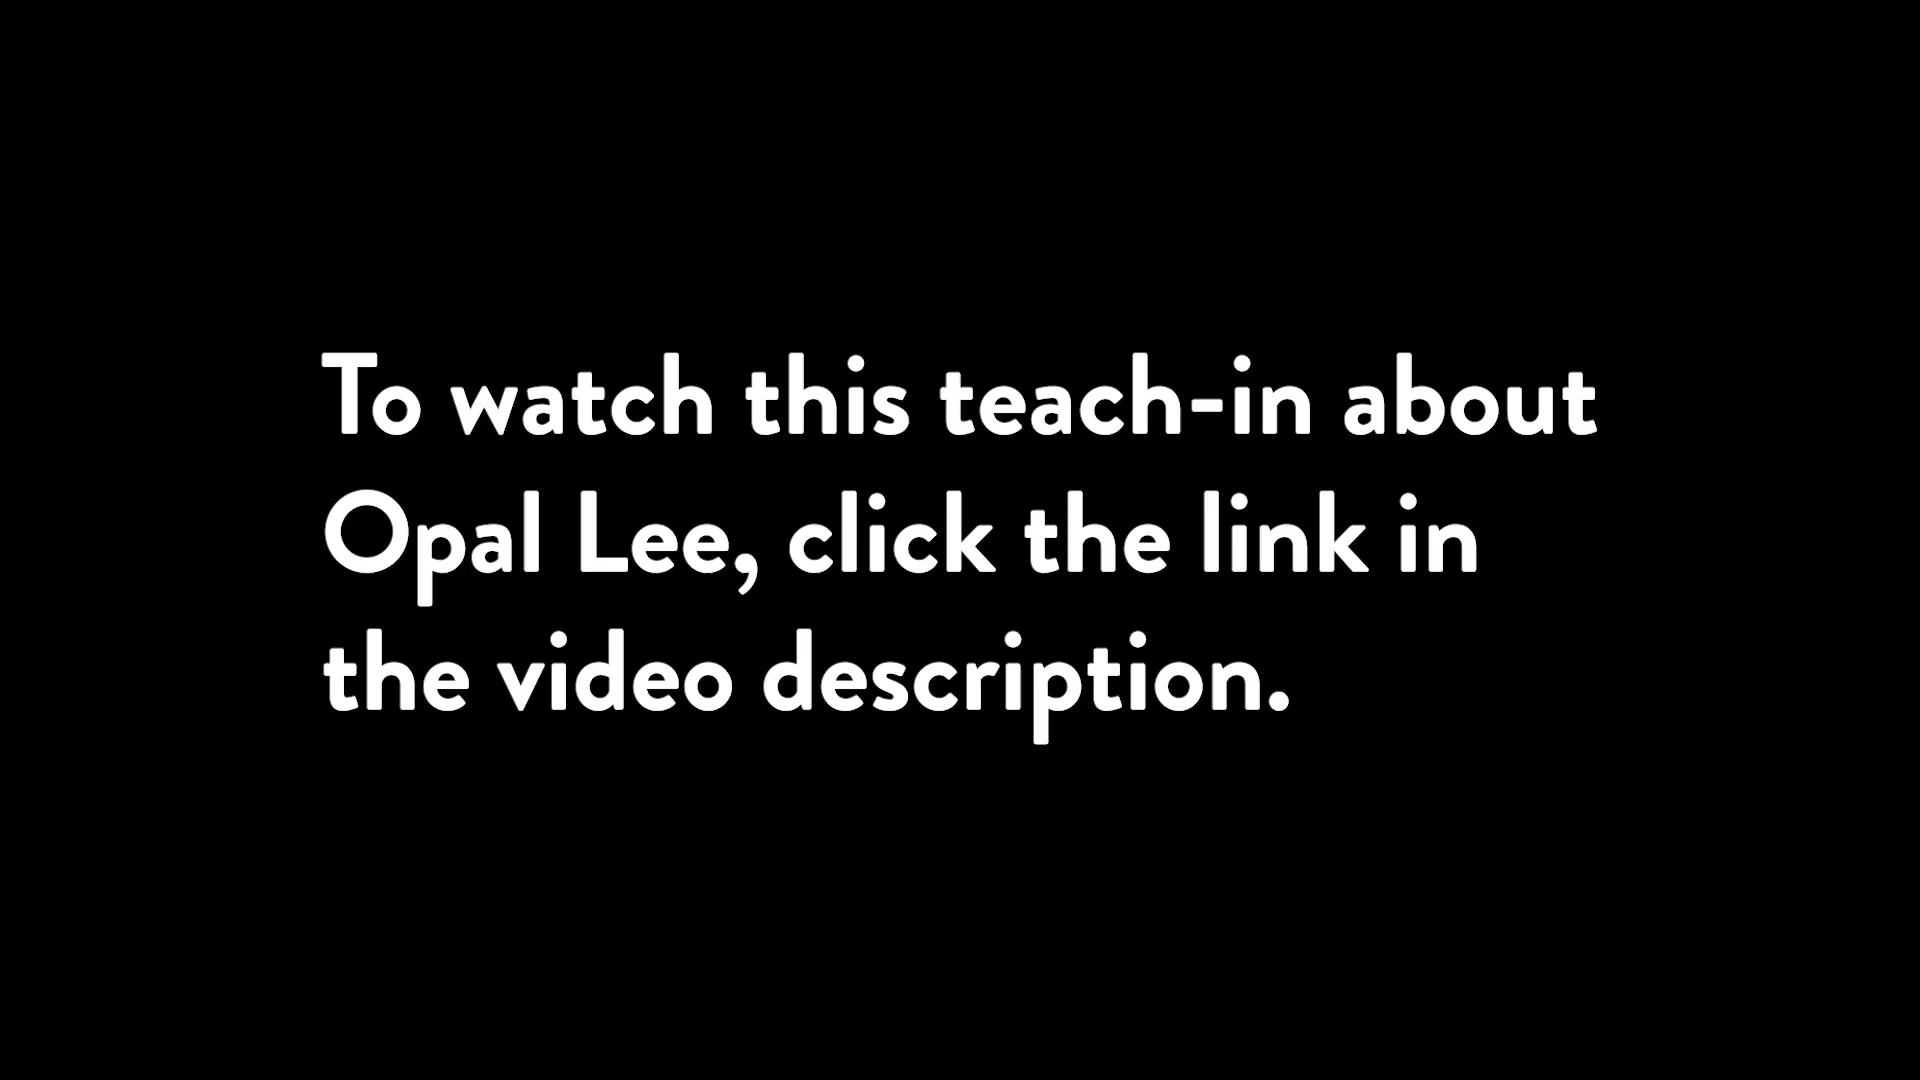 To watch this teach-in about
Opal Lee, click the link in
the video description.